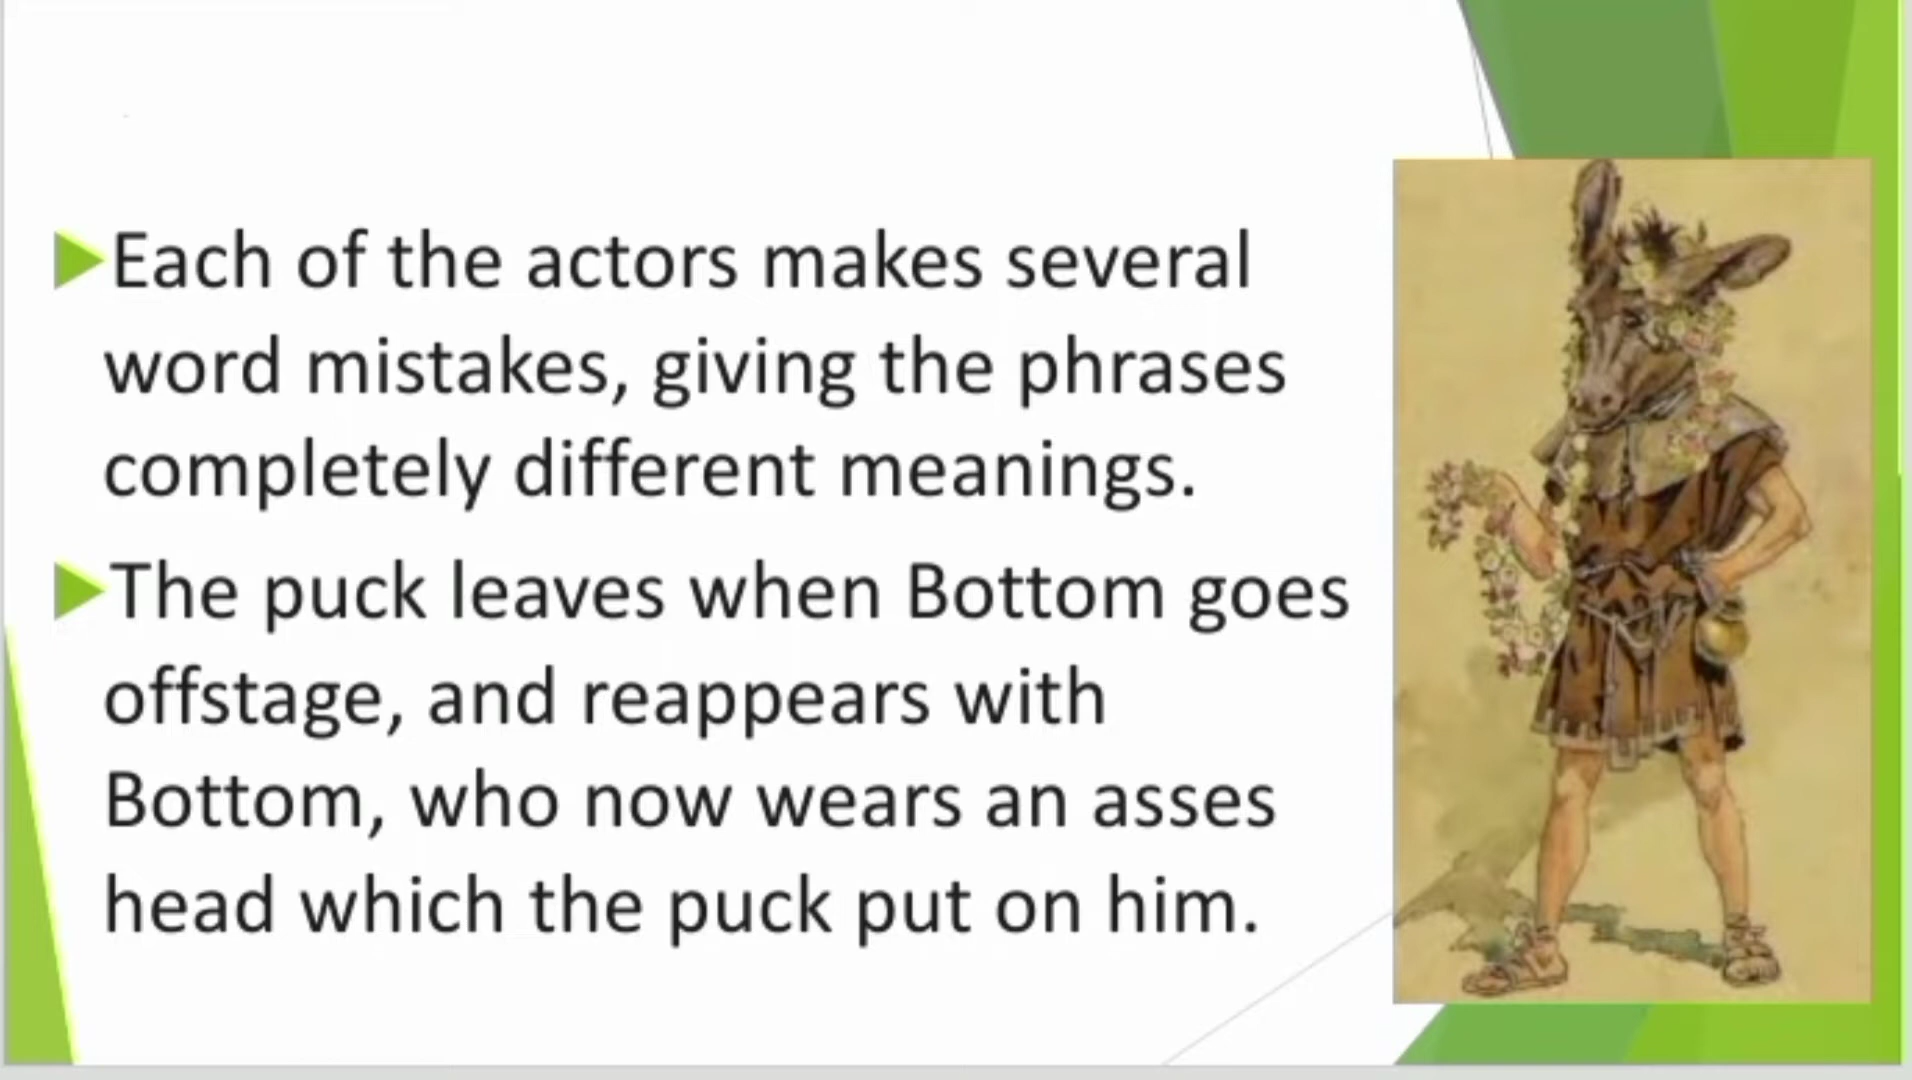 Each of the actors makes several
word mistakes, giving the phrases
completely different meanings.
The puck leaves when Bottom goes
offstage, and reappears with
Bottom, who now wears an asses
head which the puck put on him.